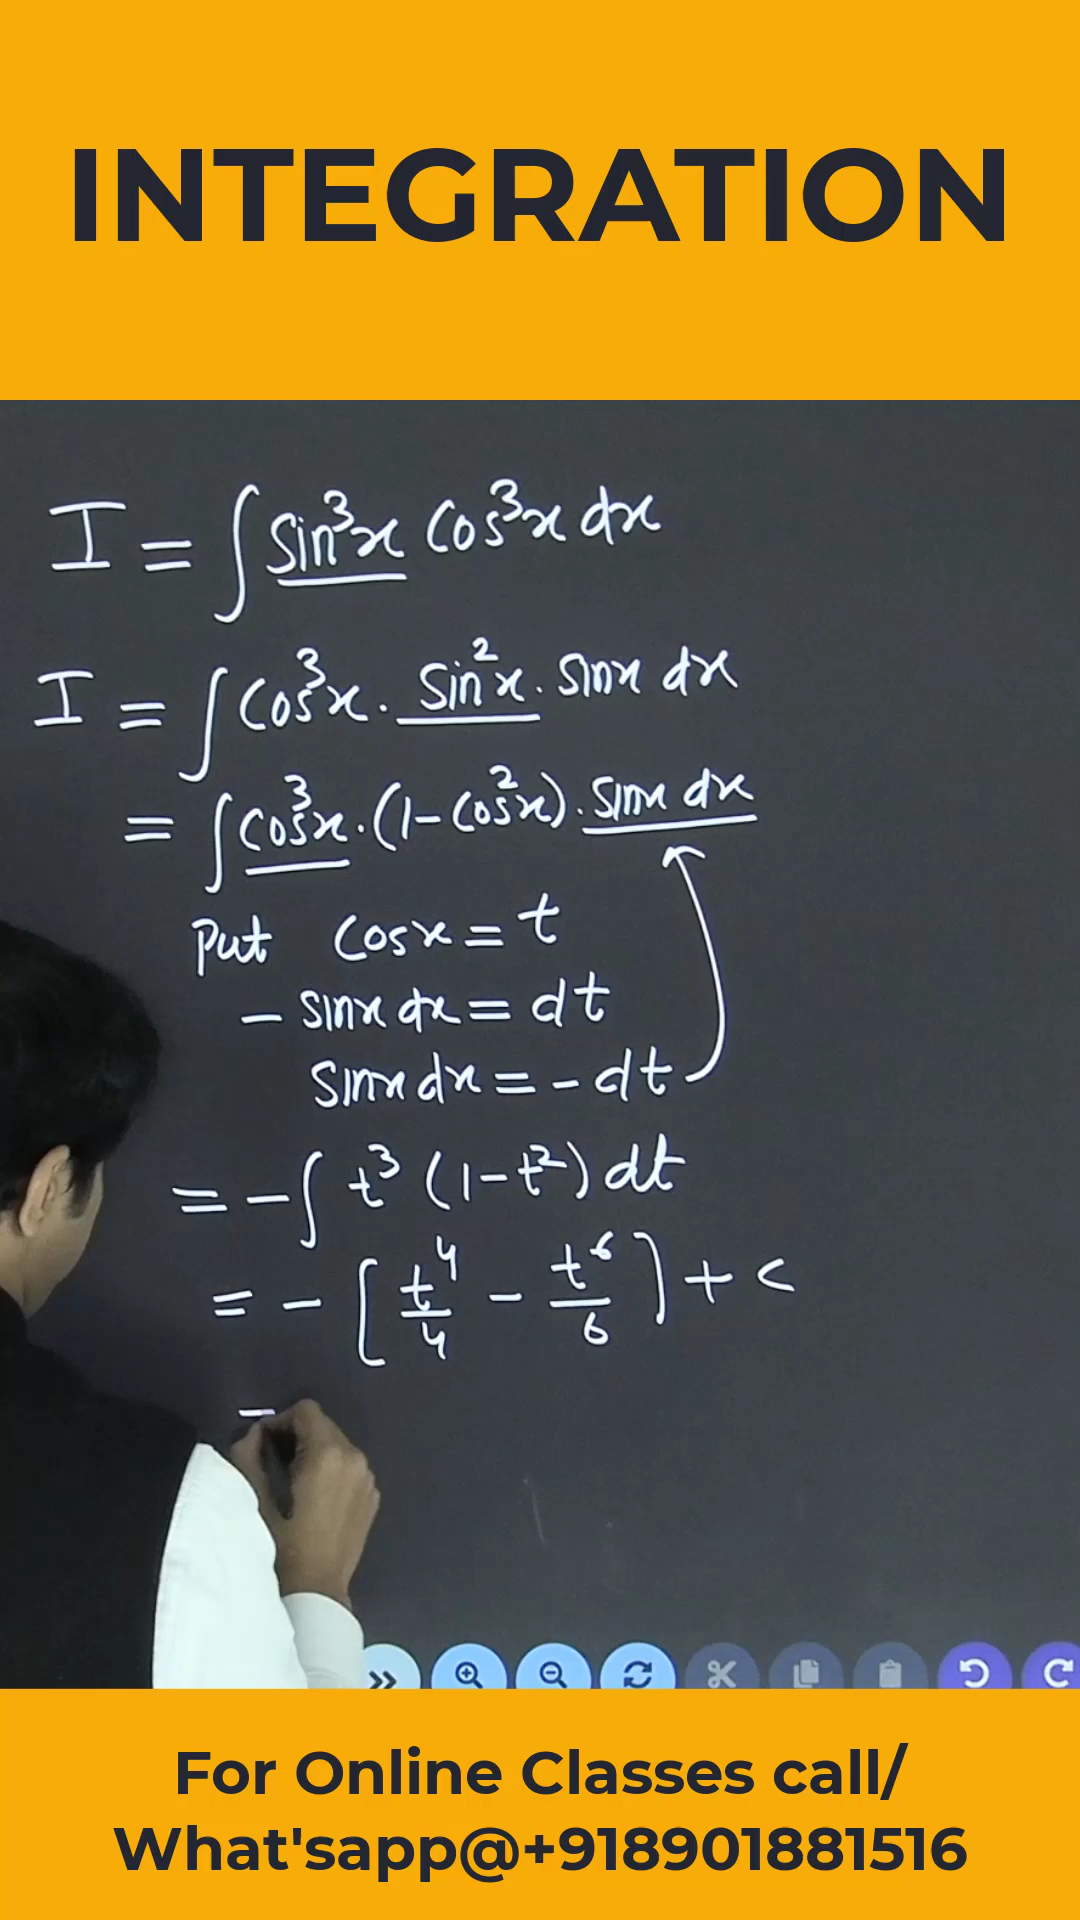 INTEGRATION
I = ∫ sin³x cos³x dx
I = ∫ cos³x . sin²x . sinx dx
= ∫ cos³x . (1 - cos²x) . sinx dx
Put cosx = t
- sinx dx = dt
sinx dx = - dt
= - ∫ t³ (1 - t²) dt
= - [t⁴/4 - t⁶/6] + c
For Online Classes call/
What'sapp@+918901881516